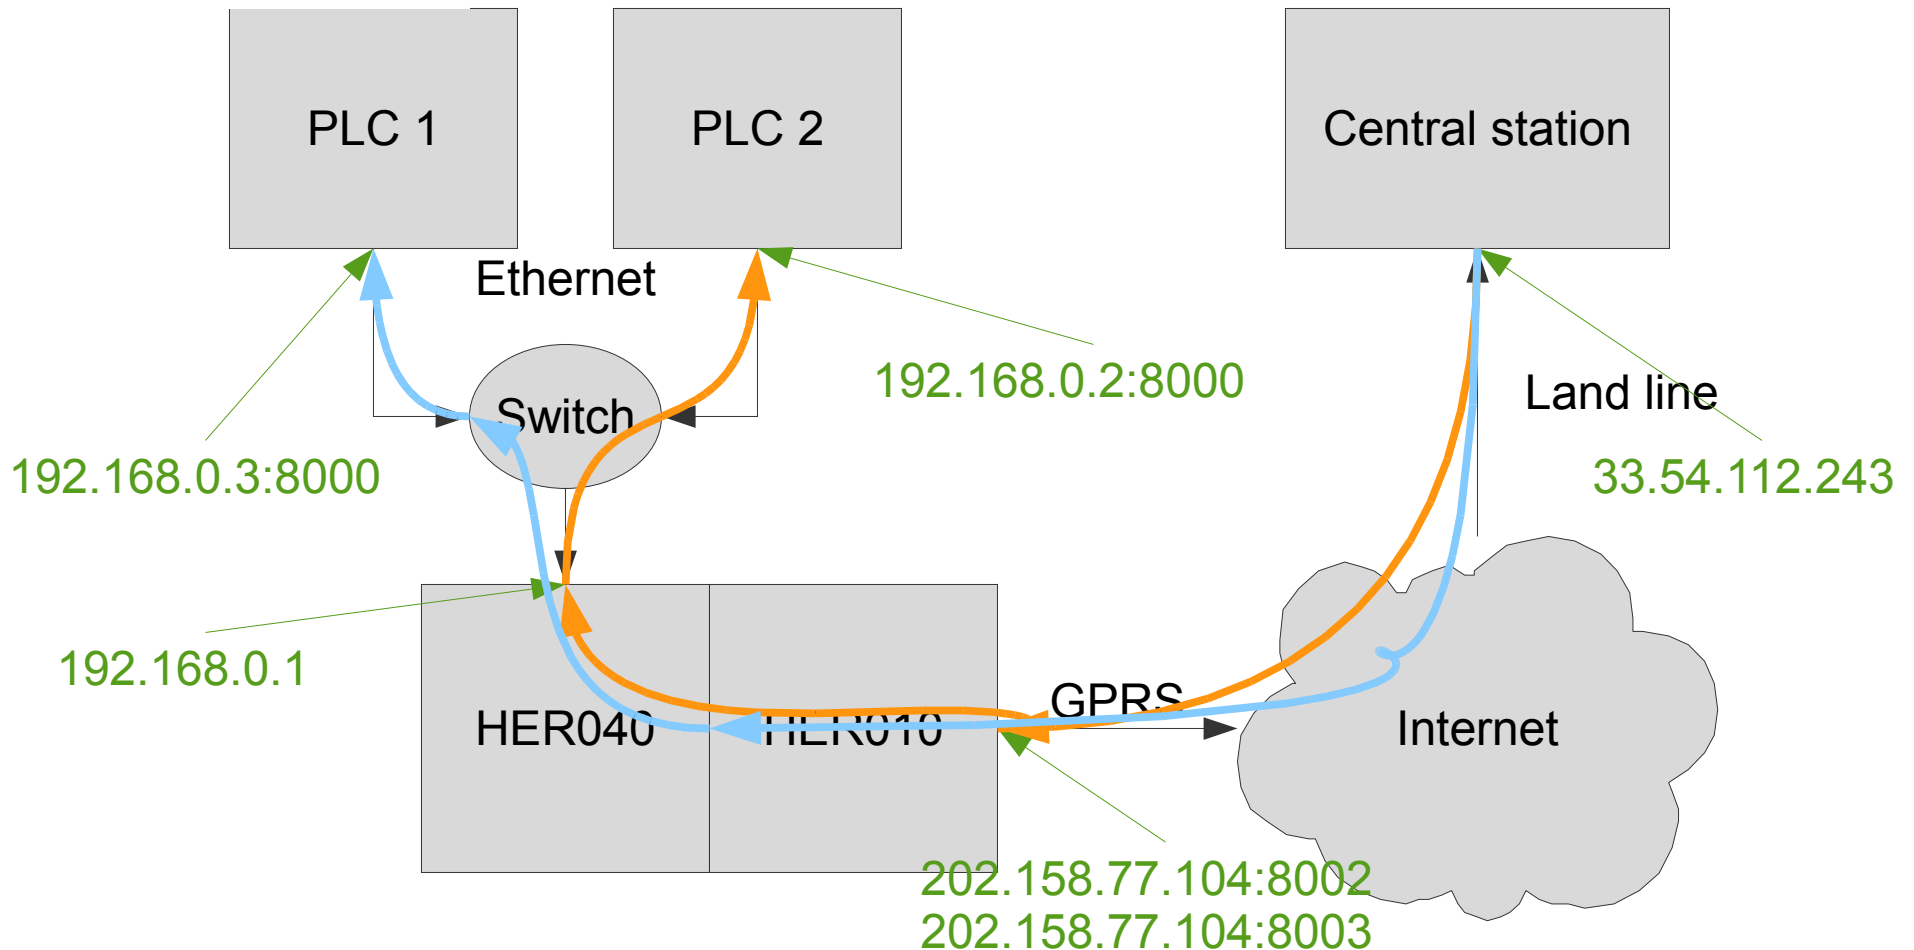 PLC 1
PLC 2
Central station
Ethernet
192.168.0.2:8000
Land line
Switch
192.168.0.3:8000
33.54.112.243
192.168.0.1
GPRS
HER040
HER010
Internet
202.158.77.104:8002
202.158.77.104:8003